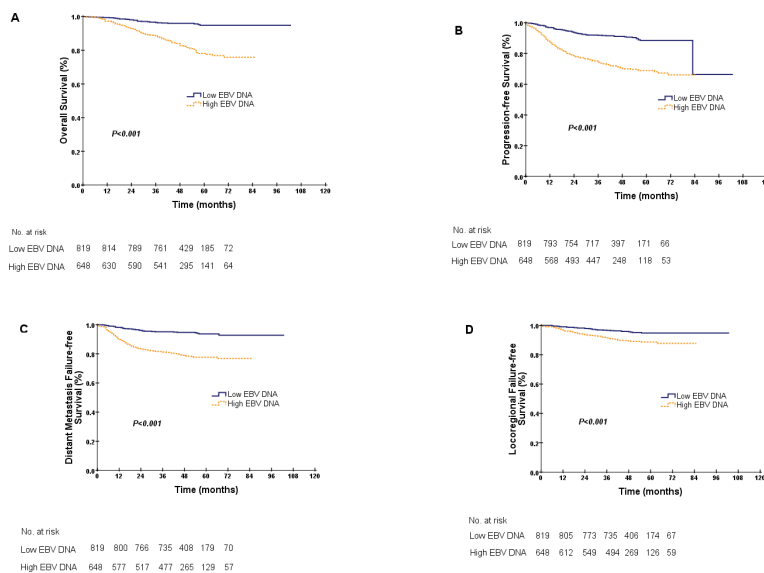 A
Overall Survival (%)
1.0
0.8
0.6
0.4
0.2
0.0
Low EBV DNA
High EBV DNA
P<0.001
0 12 24 36 48 60 72 84 96 108 120
Time (months)
No. at risk
Low EBV DNA 819 814 789 761 429 185 72
High EBV DNA 648 630 590 541 295 141 64
B
Progression-free Survival (%)
1.0
0.8
0.6
0.4
0.2
0.0
Low EBV DNA
High EBV DNA
P<0.001
0 12 24 36 48 60 72 84 96 108
Time (months)
No. at risk
Low EBV DNA 819 793 754 717 397 171 66
High EBV DNA 648 568 493 447 248 118 53
C
Distant Metastasis Failure-free
Survival (%)
1.0
0.8
0.6
0.4
0.2
0.0
Low EBV DNA
High EBV DNA
P<0.001
0 12 24 36 48 60 72 84 96 108 120
Time (months)
No. at risk
Low EBV DNA 819 800 766 735 408 179 70
High EBV DNA 648 577 517 477 265 129 57
D
Locoregional Failure-free
Survival (%)
1.0
0.8
0.6
0.4
0.2
0.0
Low EBV DNA
High EBV DNA
P<0.001
0 12 24 36 48 60 72 84 96 108
Time (months)
No. at risk
Low EBV DNA 819 805 773 735 406 174 67
High EBV DNA 648 612 549 494 269 126 59